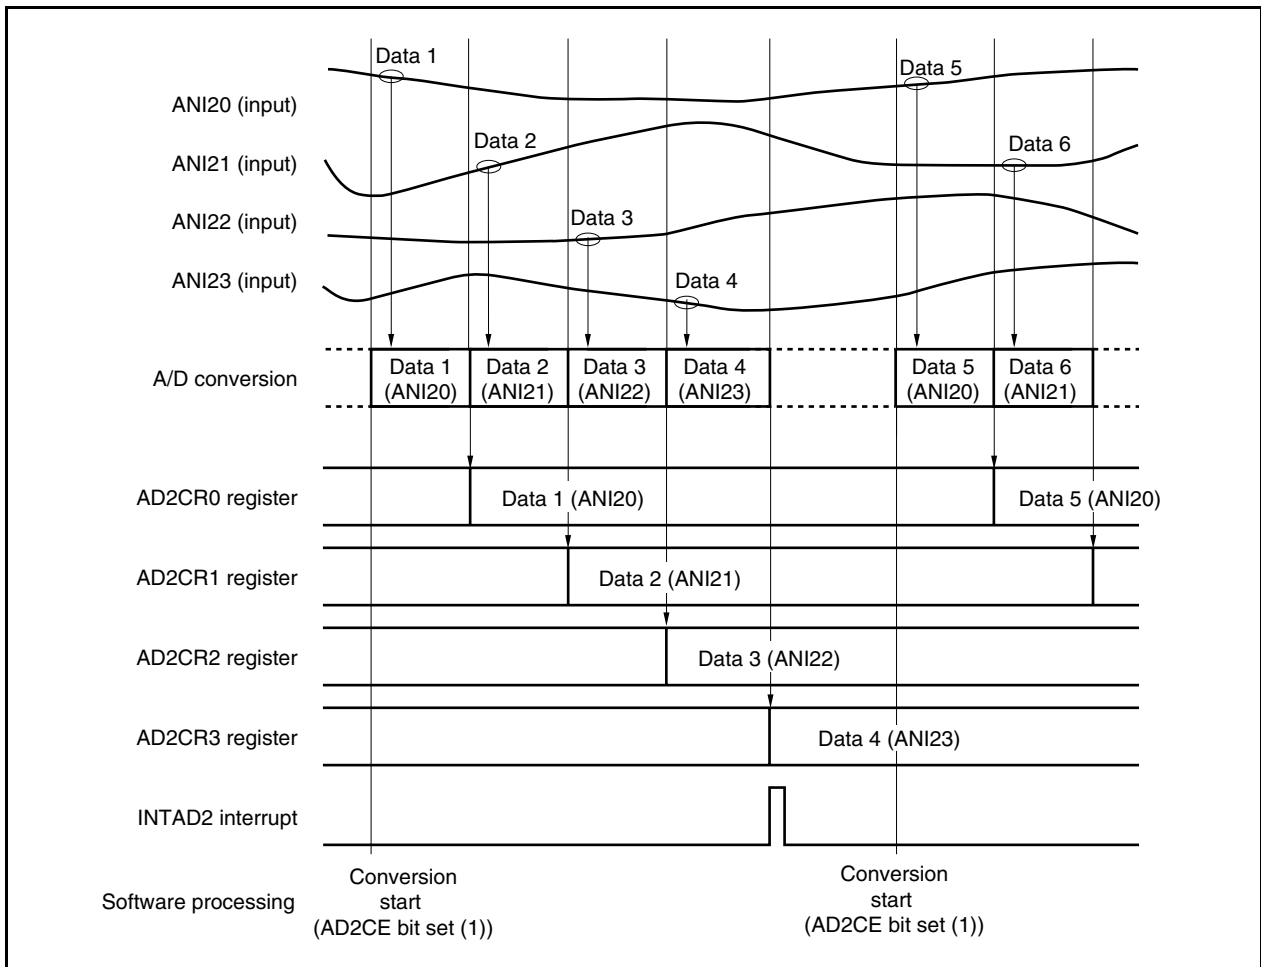 Data 1
Data 5
ANI20 (input)
Data 2
Data 6
ANI21 (input)
ANI22 (input)
Data 3
ANI23 (input)
Data 4
A/D conversion
Data 1
(ANI20)
Data 2
(ANI21)
Data 3
(ANI22)
Data 4
(ANI23)
Data 5
(ANI20)
Data 6
(ANI21)
AD2CR0 register
Data 1 (ANI20)
Data 5 (ANI20)
AD2CR1 register
Data 2 (ANI21)
AD2CR2 register
Data 3 (ANI22)
AD2CR3 register
Data 4 (ANI23)
INTAD2 interrupt
Software processing
Conversion
start
(AD2CE bit set (1))
Conversion
start
(AD2CE bit set (1))